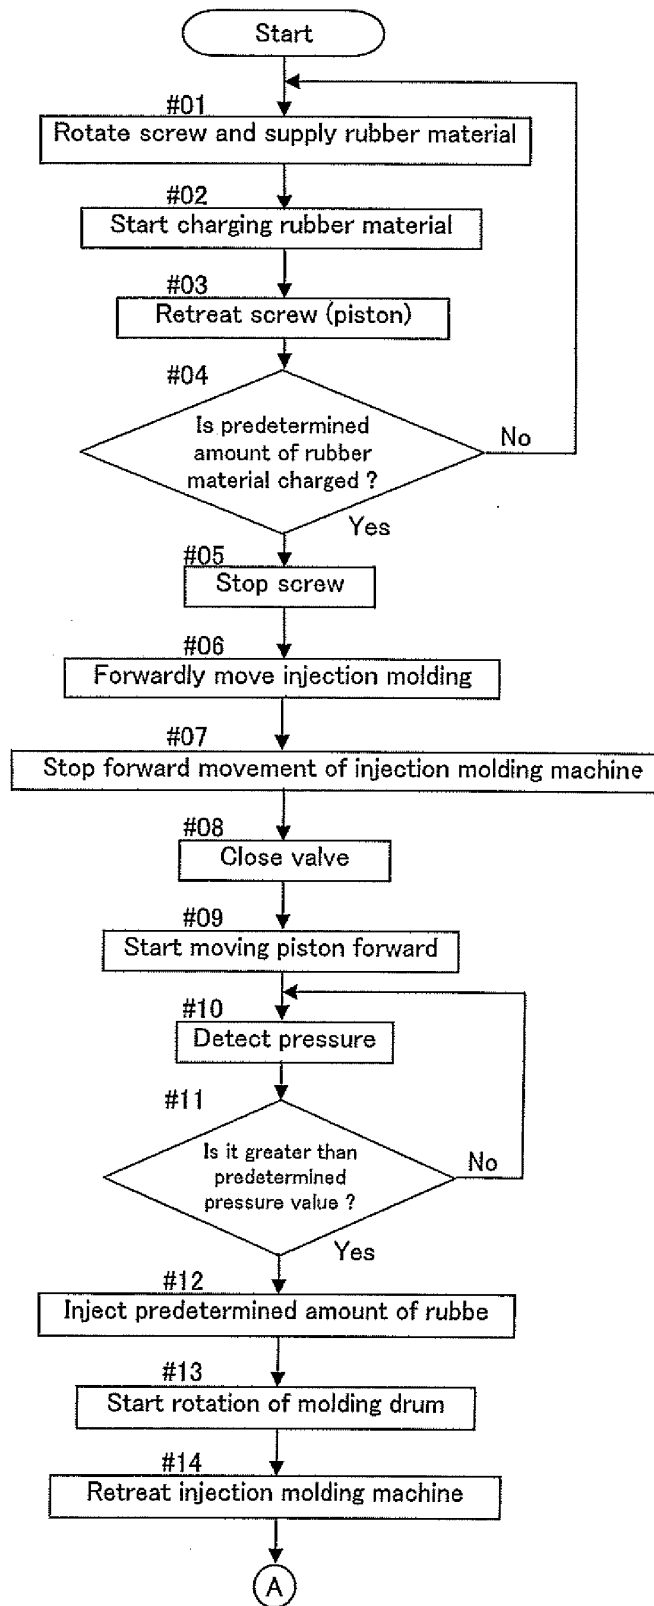 Start
#01
Rotate screw and supply rubber material
#02
Start charging rubber material
#03
Retreat screw (piston)
#04
Is predetermined
amount of rubber
material charged ?
No
Yes
#05
Stop screw
#06
Forwardly move injection molding
#07
Stop forward movement of injection molding machine
#08
Close valve
#09
Start moving piston forward
#10
Detect pressure
#11
Is it greater than
predetermined
pressure value ?
No
Yes
#12
Inject predetermined amount of rubbe
#13
Start rotation of molding drum
#14
Retreat injection molding machine
A